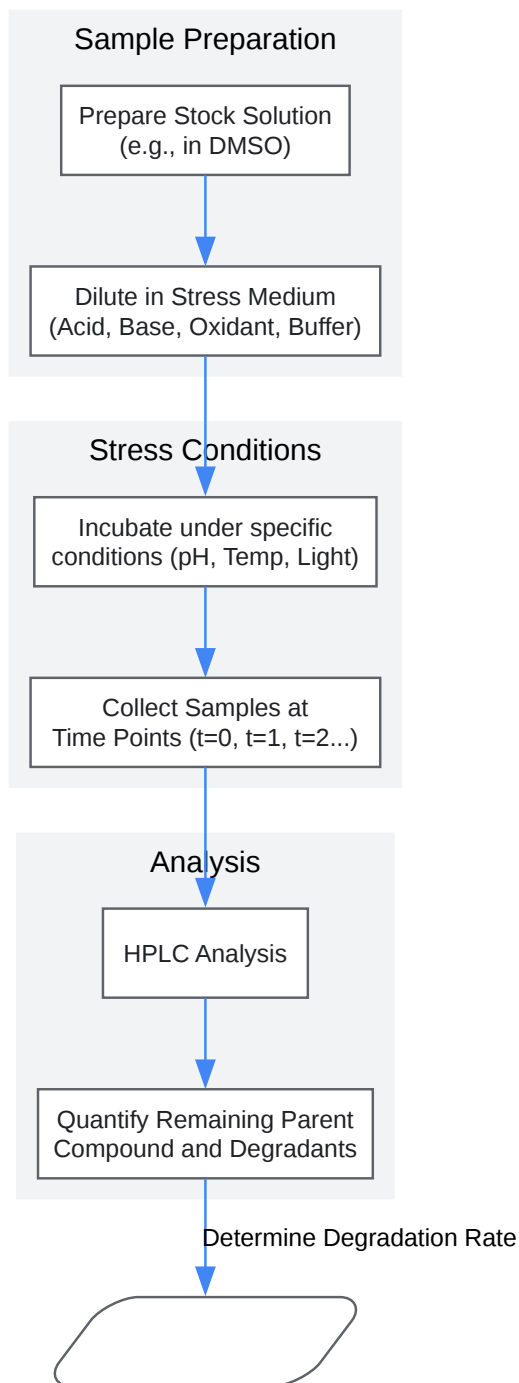 Sample Preparation
Prepare Stock Solution
(e.g., in DMSO)
Dilute in Stress Medium
(Acid, Base, Oxidant, Buffer)
Stress Conditions
Incubate under specific
conditions (pH, Temp, Light)
Collect Samples at
Time Points (t=0, t=1, t=2...)
Analysis
HPLC Analysis
Quantify Remaining Parent
Compound and Degradants
Determine Degradation Rate